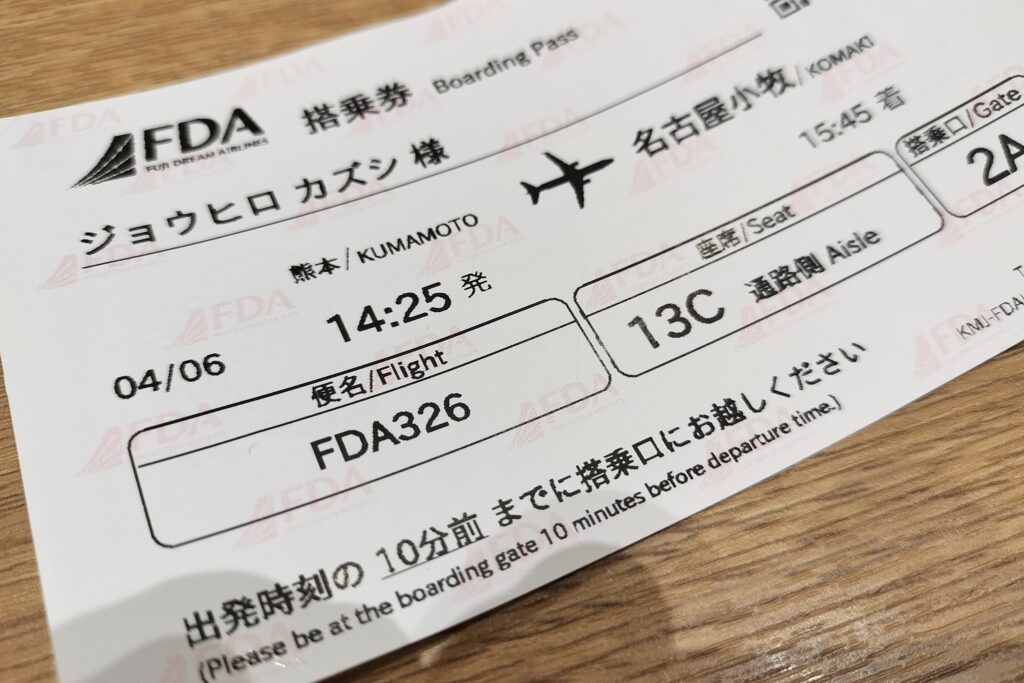 FDA 搭乗券 Boarding Pass
FUJI DREAM AIRLINES
ジョウヒロ カズシ 様
熊本/KUMAMOTO 名古屋小牧/KOMAKI
04/06 14:25 発 15:45 着
便名/Flight 座席/Seat 搭乗口/Gate
FDA326 13C 通路側 Aisle 2A
KMJ-FDA
出発時刻の 10分前 までに搭乗口にお越しください
(Please be at the boarding gate 10 minutes before departure time.)